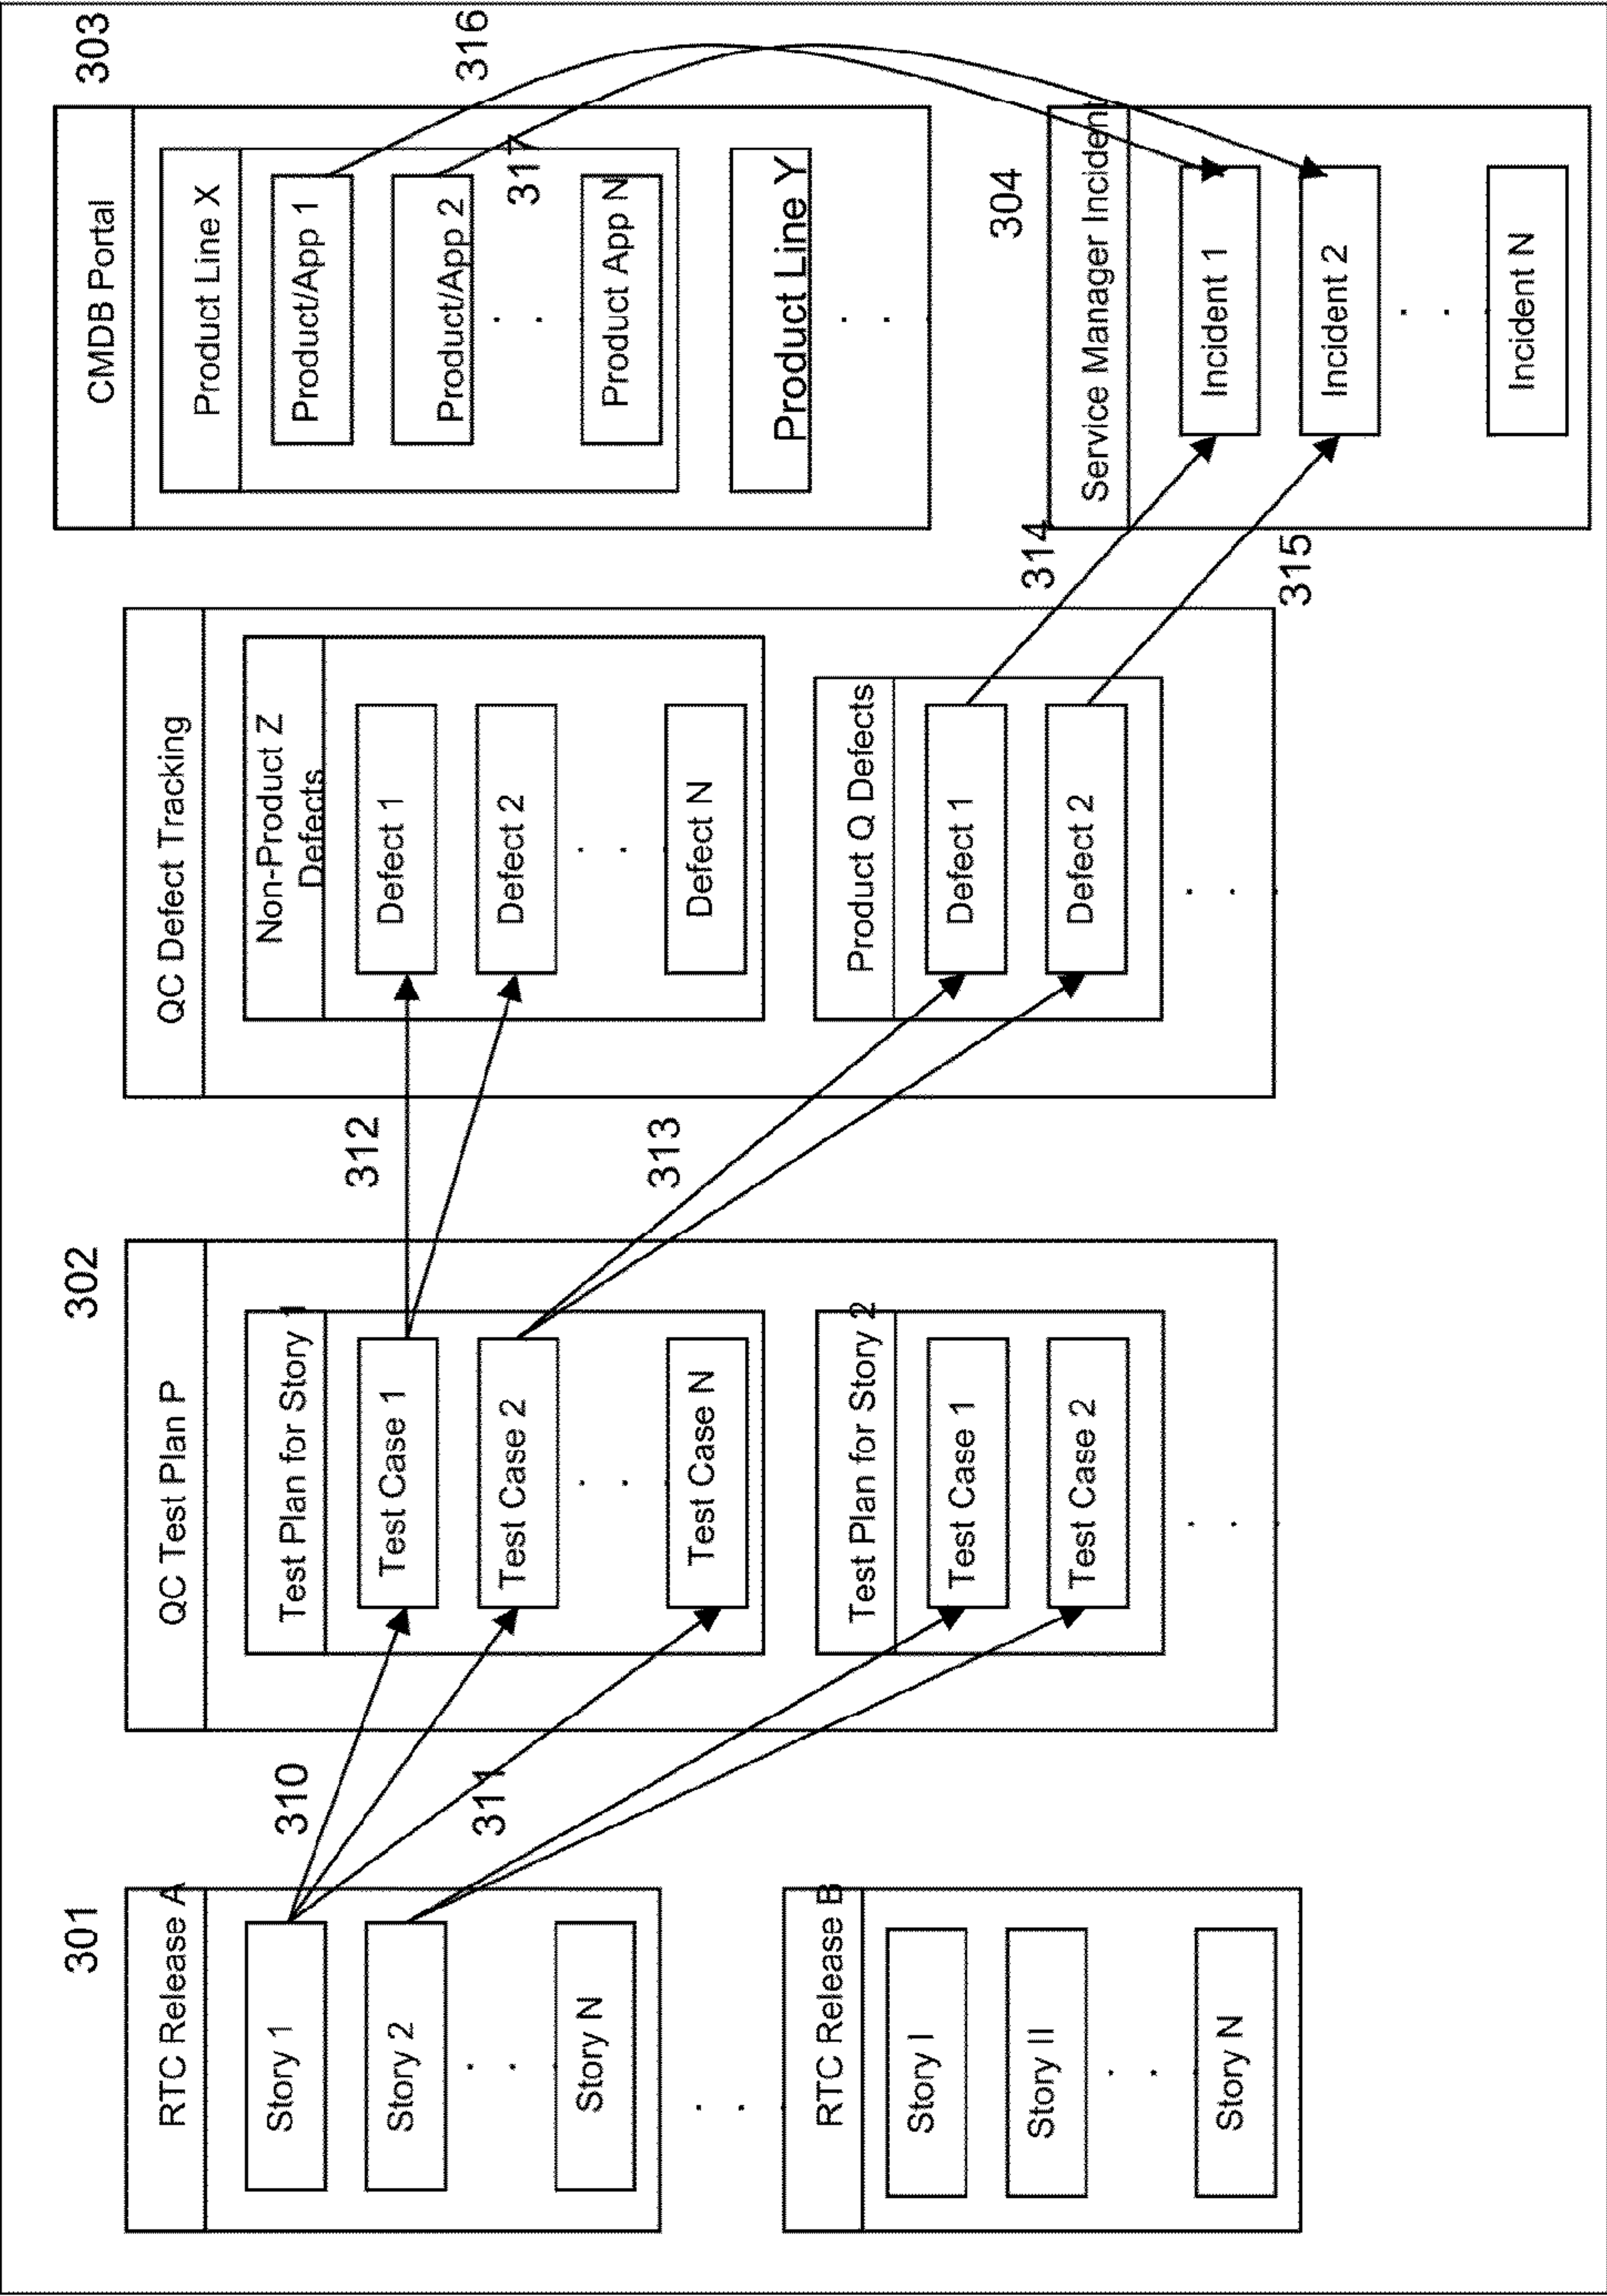 301
RTC Release A
Story 1
Story 2
. . .
Story N
. . .
RTC Release B
Story I
Story II
. . .
Story N
310
311
302
QC Test Plan P
Test Plan for Story 1
Test Case 1
Test Case 2
. . .
Test Case N
Test Plan for Story 2
Test Case 1
Test Case 2
. . .
312
313
QC Defect Tracking
Non-Product Z
Defects
Defect 1
Defect 2
. . .
Defect N
Product Q Defects
Defect 1
Defect 2
. . .
314
315
303
CMDB Portal
Product Line X
Product/App 1
Product/App 2
. . .
Product App N
Product Line Y
. . .
316
317
304
Service Manager Incident
Incident 1
Incident 2
. . .
Incident N